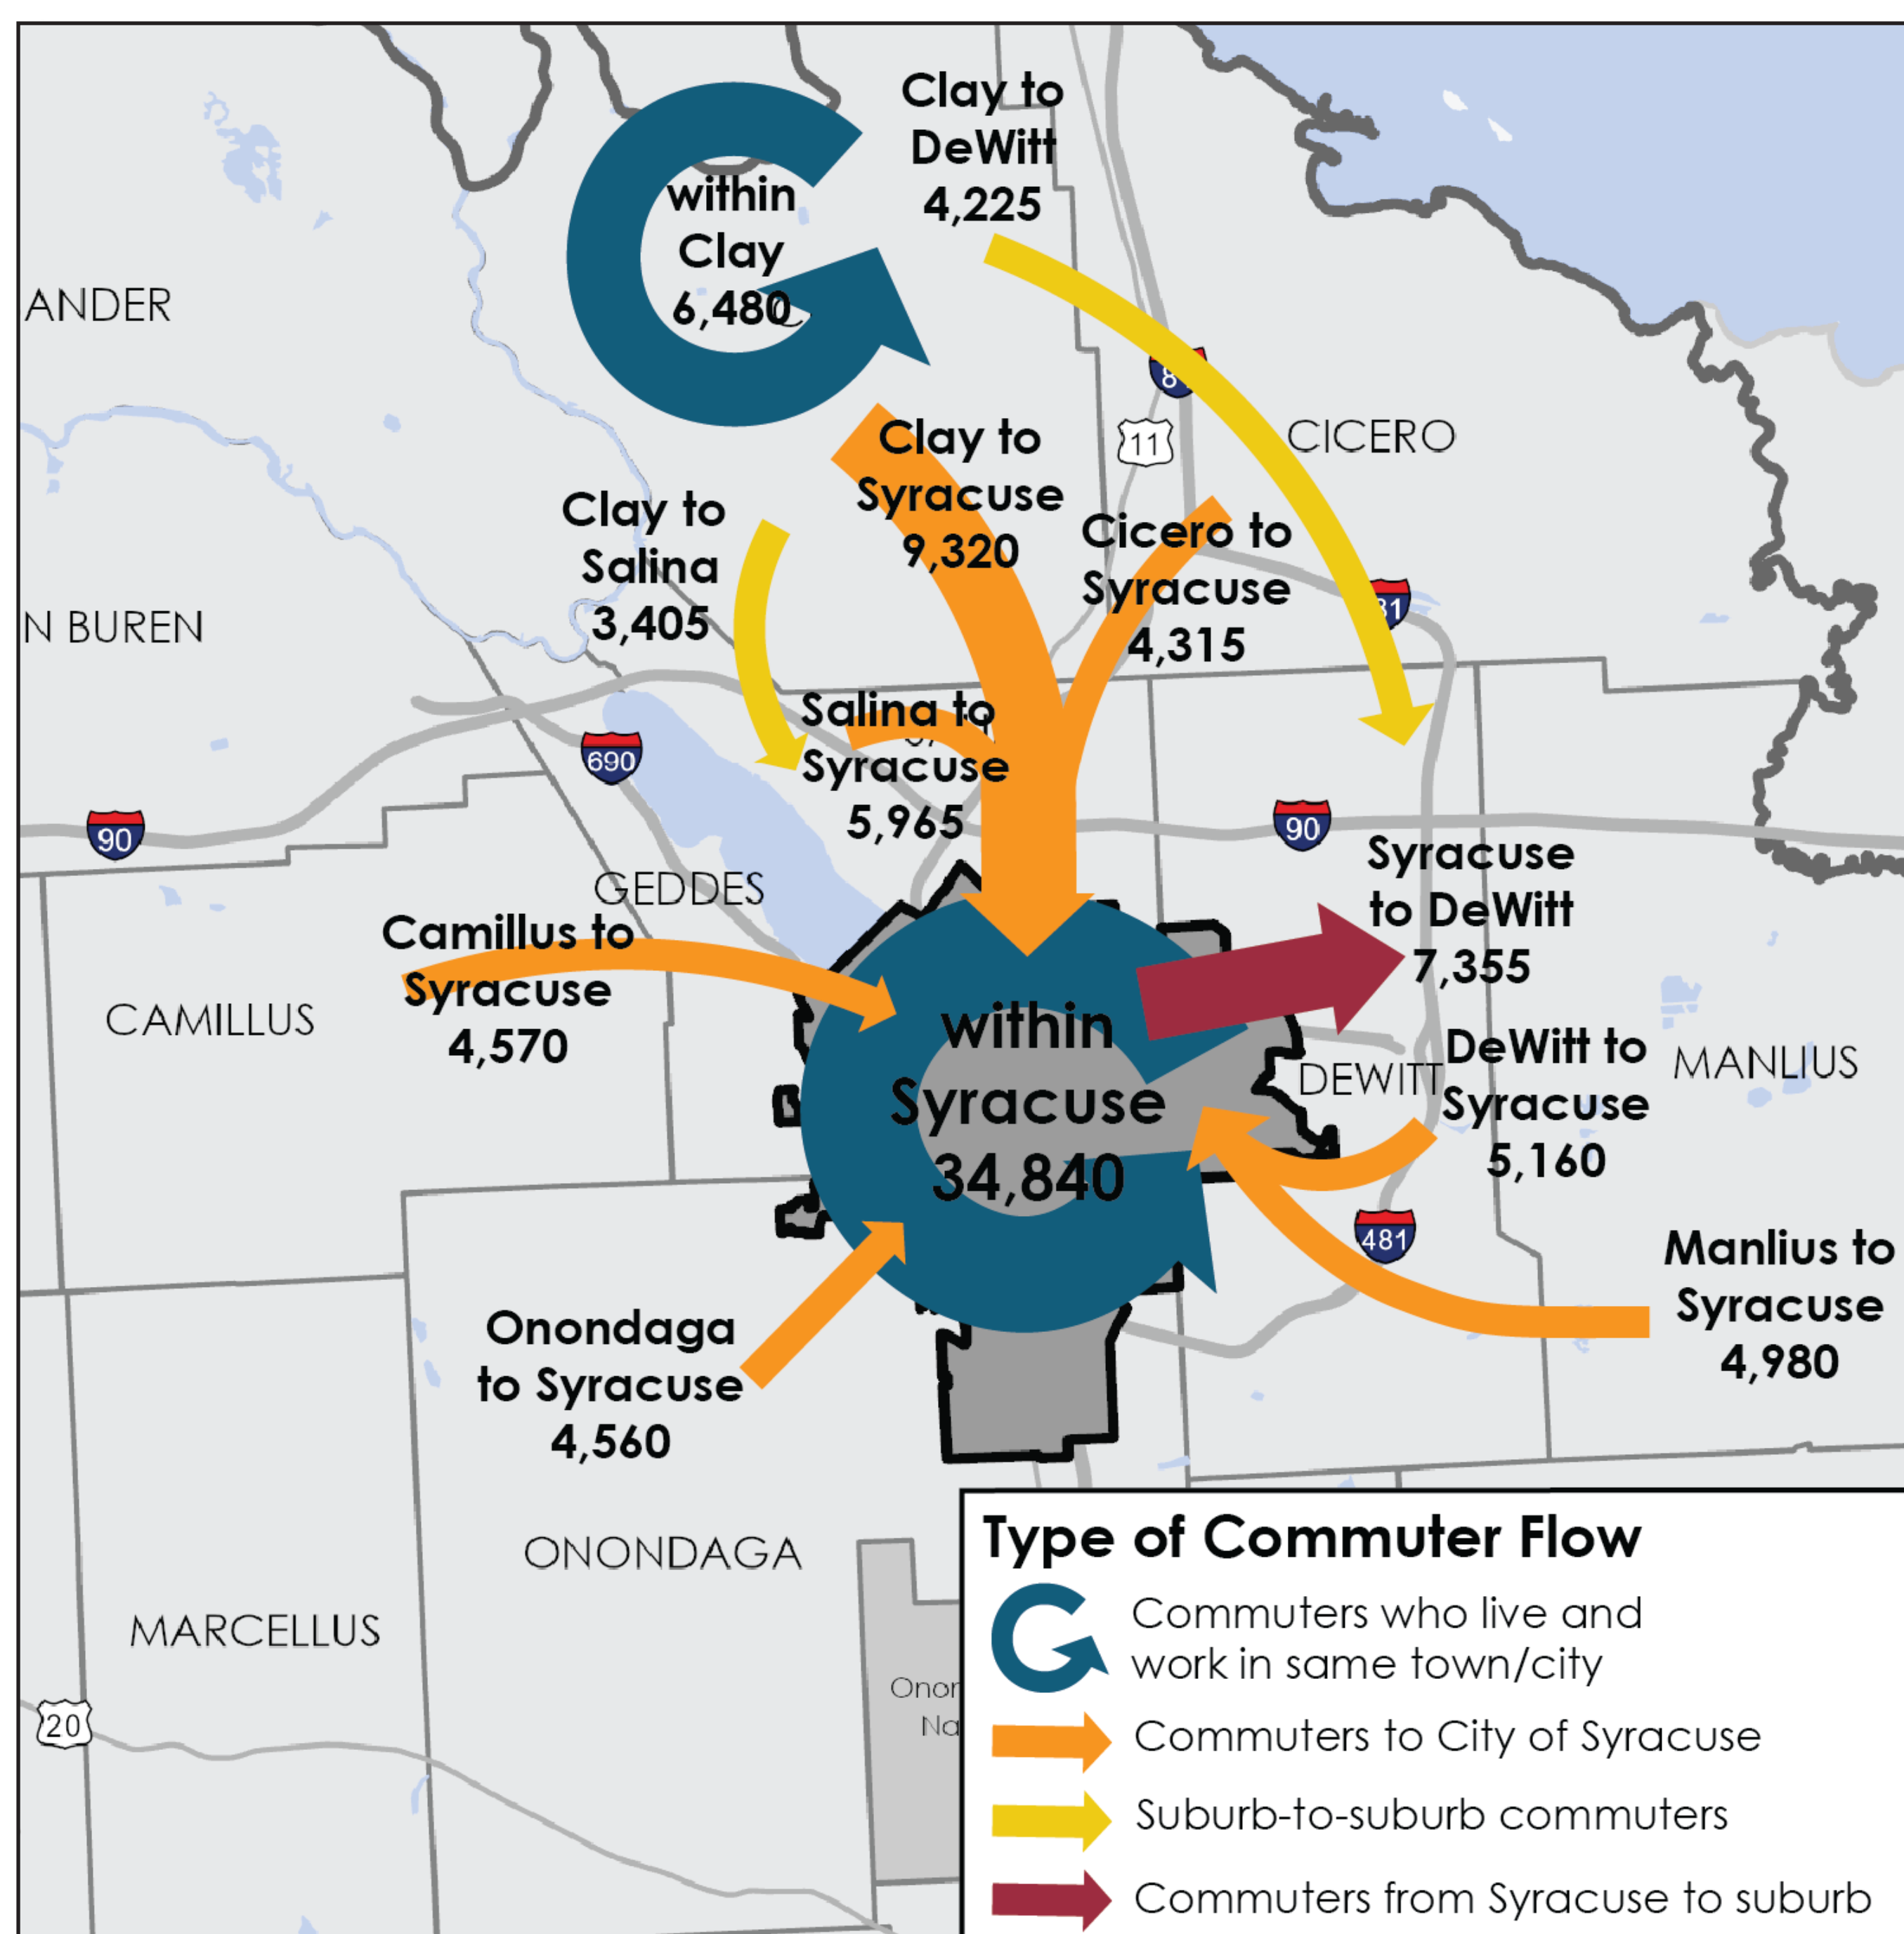 Clay to
DeWitt
4,225
within
Clay
6,480
ANDER
CICERO
11
Clay to
Syracuse
9,320
Clay to
Salina
3,405
Cicero to
Syracuse
4,315
N BUREN
Salina to
Syracuse
5,965
690
90
90
Syracuse
to DeWitt
7,355
GEDDES
Camillus to
Syracuse
4,570
CAMILLUS
within
Syracuse
34,840
DEWITT
DeWitt to
Syracuse
5,160
MANLIUS
481
Manlius to
Syracuse
4,980
Onondaga
to Syracuse
4,560
ONONDAGA
MARCELLUS
Onon
Na
20
Type of Commuter Flow
Commuters who live and
work in same town/city
Commuters to City of Syracuse
Suburb-to-suburb commuters
Commuters from Syracuse to suburb